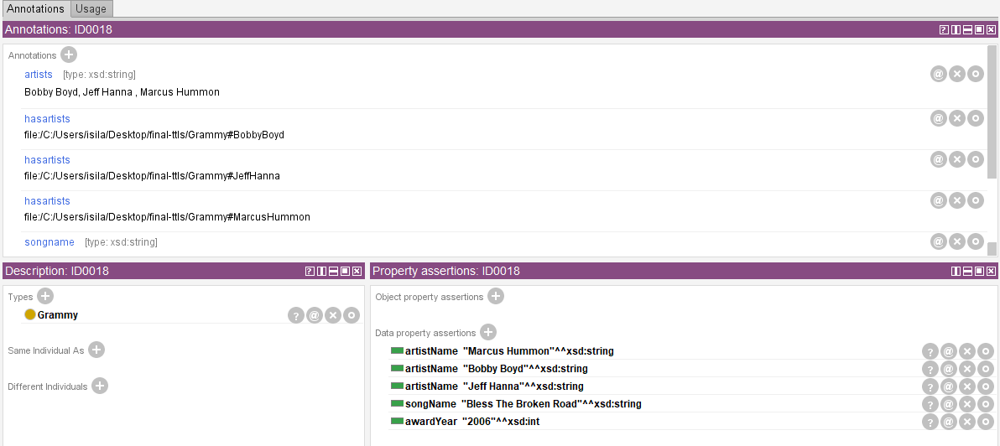 Annotations Usage
Annotations: ID0018
Annotations
artists [type: xsd:string]
Bobby Boyd, Jeff Hanna , Marcus Hummon
hasartists
file:/C:/Users/isila/Desktop/final-ttls/Grammy#BobbyBoyd
hasartists
file:/C:/Users/isila/Desktop/final-ttls/Grammy#JeffHanna
hasartists
file:/C:/Users/isila/Desktop/final-ttls/Grammy#MarcusHummon
songname [type: xsd:string]
Description: ID0018
Types
Grammy
Same Individual As
Different Individuals
Property assertions: ID0018
Object property assertions
Data property assertions
artistName "Marcus Hummon"^^xsd:string
artistName "Bobby Boyd"^^xsd:string
artistName "Jeff Hanna"^^xsd:string
songName "Bless The Broken Road"^^xsd:string
awardYear "2006"^^xsd:int